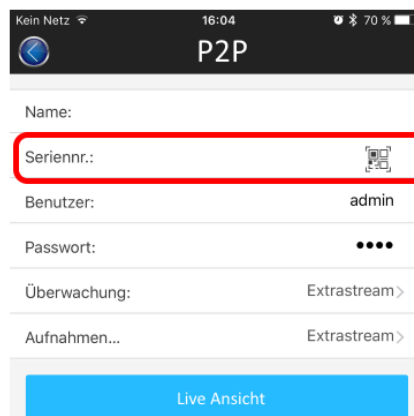 Kein Netz 16:04 70 %
P2P
Name:
Seriennr.:
Benutzer: admin
Passwort: ••••
Überwachung: Extrastream
Aufnahmen... Extrastream
Live Ansicht